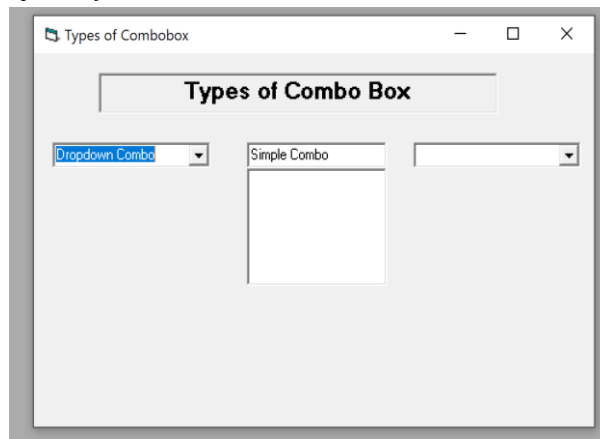 Types of Combobox
Types of Combo Box
Dropdown Combo
Simple Combo